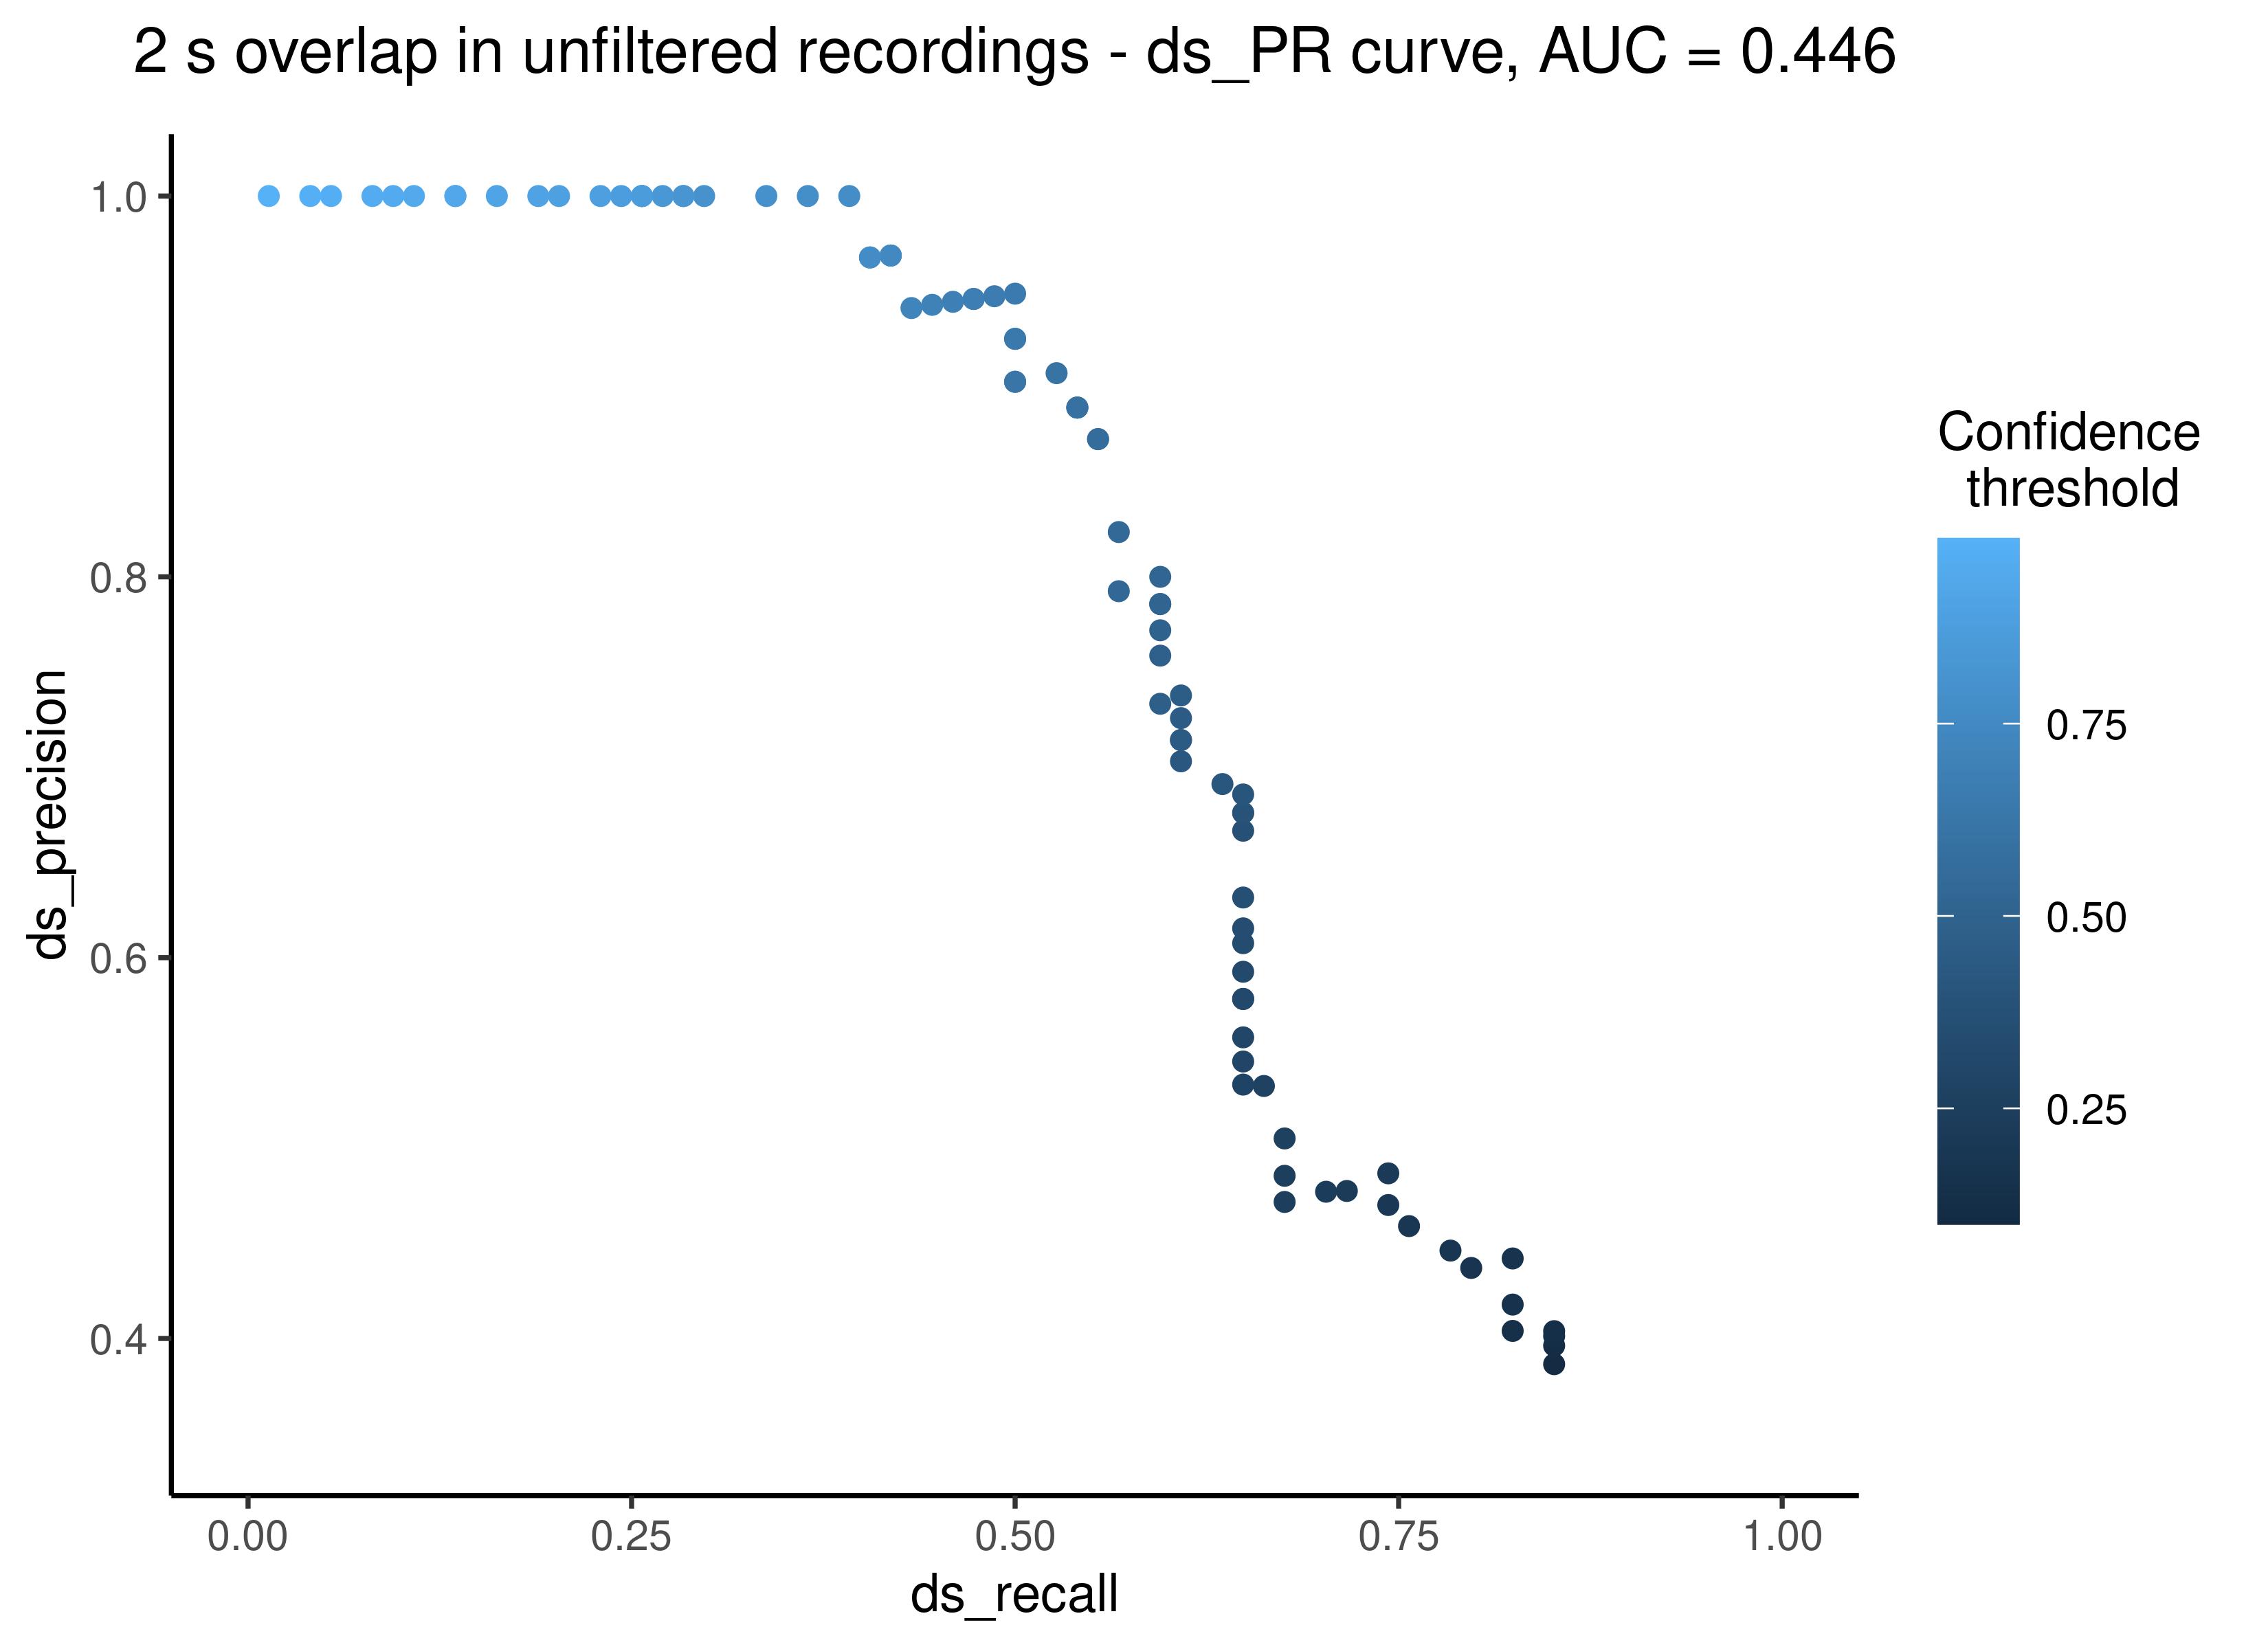 2 s overlap in unfiltered recordings - ds_PR curve, AUC = 0.446
ds_precision
1.0
0.8
0.6
0.4
0.00
0.25
0.50
0.75
1.00
ds_recall
Confidence
threshold
0.75
0.50
0.25